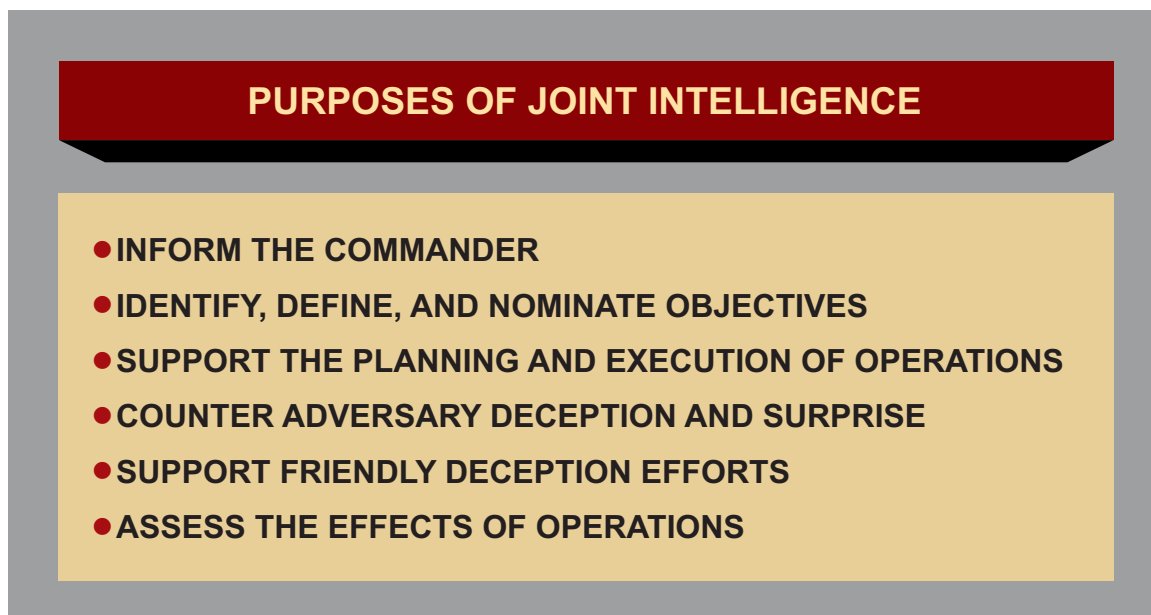 PURPOSES OF JOINT INTELLIGENCE
● INFORM THE COMMANDER
● IDENTIFY, DEFINE, AND NOMINATE OBJECTIVES
● SUPPORT THE PLANNING AND EXECUTION OF OPERATIONS
● COUNTER ADVERSARY DECEPTION AND SURPRISE
● SUPPORT FRIENDLY DECEPTION EFFORTS
● ASSESS THE EFFECTS OF OPERATIONS